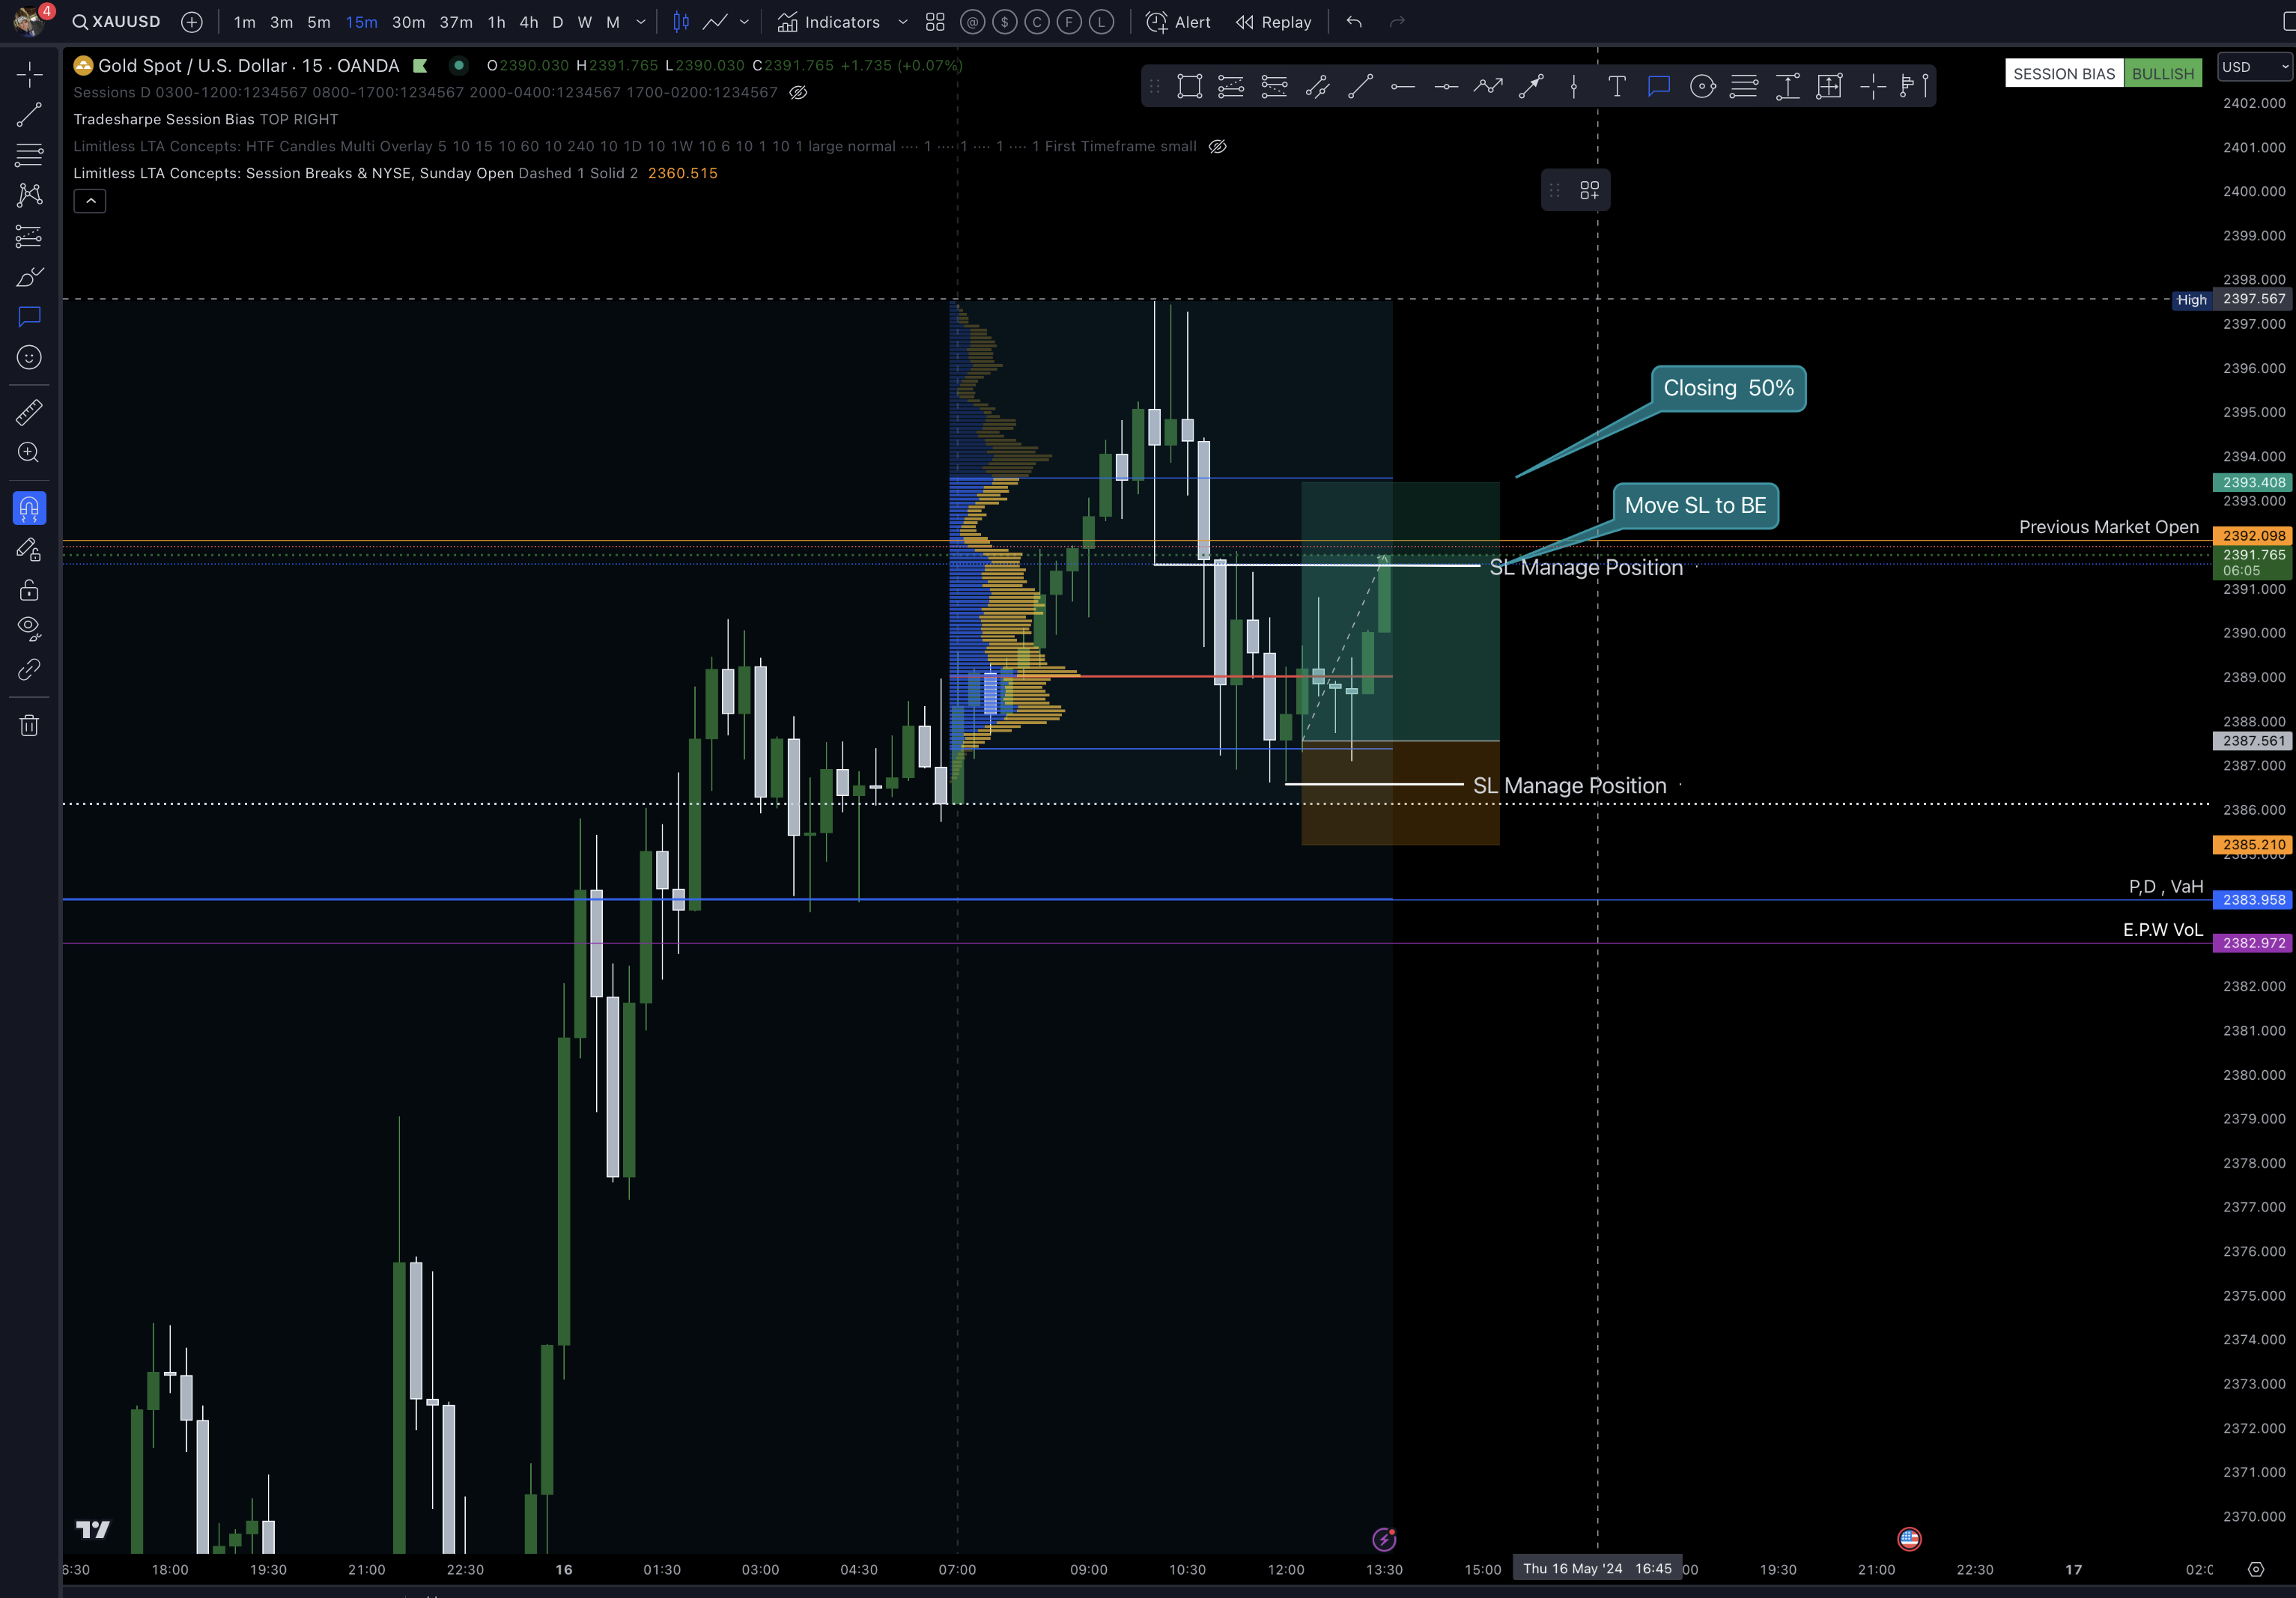 4
XAUUSD
1m 3m 5m 15m 30m 37m 1h 4h D W M
Indicators
@ $ C F L
Alert
Replay
Gold Spot / U.S. Dollar · 15 · OANDA
O2390.030 H2391.765 L2390.030 C2391.765 +1.735 (+0.07%)
SESSION BIAS BULLISH
USD
Sessions D 0300-1200:1234567 0800-1700:1234567 2000-0400:1234567 1700-0200:1234567
Tradesharpe Session Bias TOP RIGHT
Limitless LTA Concepts: HTF Candles Multi Overlay 5 10 15 10 60 10 240 10 1D 10 1W 10 6 10 1 10 1 large normal ···· 1 ···· 1 ···· 1 ···· 1 First Timeframe small
Limitless LTA Concepts: Session Breaks & NYSE, Sunday Open Dashed 1 Solid 2 2360.515
2402.000
2401.000
2400.000
2399.000
2398.000
High 2397.567
2397.000
2396.000
Closing 50%
2395.000
2394.000
2393.408
2393.000
Move SL to BE
Previous Market Open 2392.098
2391.765
06:05
SL Manage Position
2391.000
2390.000
2389.000
2388.000
2387.561
2387.000
SL Manage Position
2386.000
2385.210
P,D , VaH
2383.958
E.P.W VoL
2382.972
2382.000
2381.000
2380.000
2379.000
2378.000
2377.000
2376.000
2375.000
2374.000
2373.000
2372.000
2371.000
2370.000
6:30 18:00 19:30 21:00 22:30 16 01:30 03:00 04:30 07:00 09:00 10:30 12:00 13:30 15:00 Thu 16 May '24 16:45 00 19:30 21:00 22:30 17 02:0